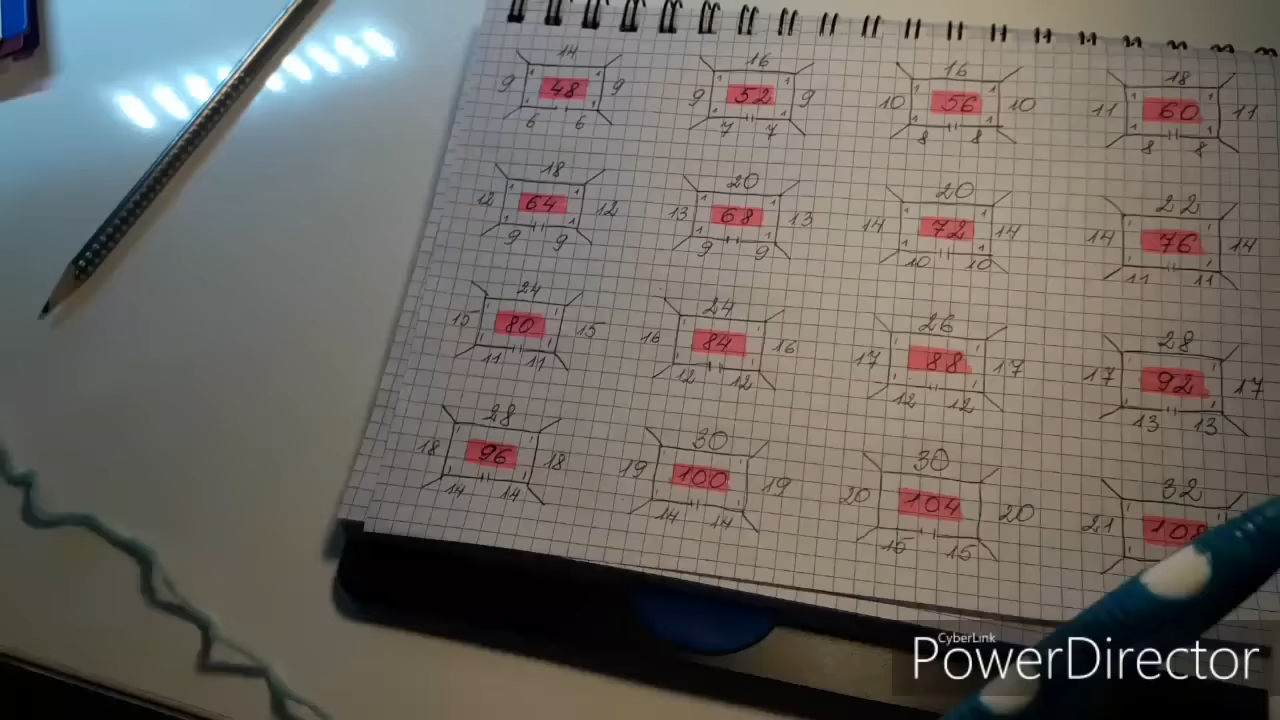 14 16 16 18
9 48 9 9 52 9 10 56 10 11 60 11
6 6 7 7 8 8 8 8
18 20 20 22
12 64 12 13 68 13 14 72 14 14 76 14
9 9 9 9 10 10 11 11
24 24 26 28
15 80 15 16 84 16 17 88 17 17 92 17
11 11 12 12 12 12 13 13
28 30 30 32
18 96 18 19 100 19 20 104 20 21 108
14 14 14 14 15 15
CyberLink
PowerDirector